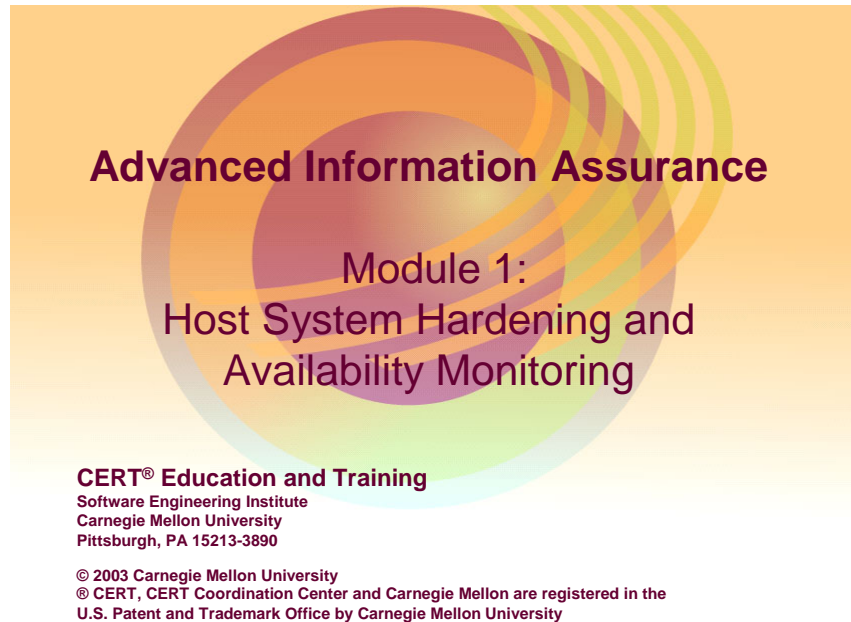 Advanced Information Assurance
Module 1:
Host System Hardening and
Availability Monitoring
CERT® Education and Training
Software Engineering Institute
Carnegie Mellon University
Pittsburgh, PA 15213-3890
© 2003 Carnegie Mellon University
® CERT, CERT Coordination Center and Carnegie Mellon are registered in the
U.S. Patent and Trademark Office by Carnegie Mellon University